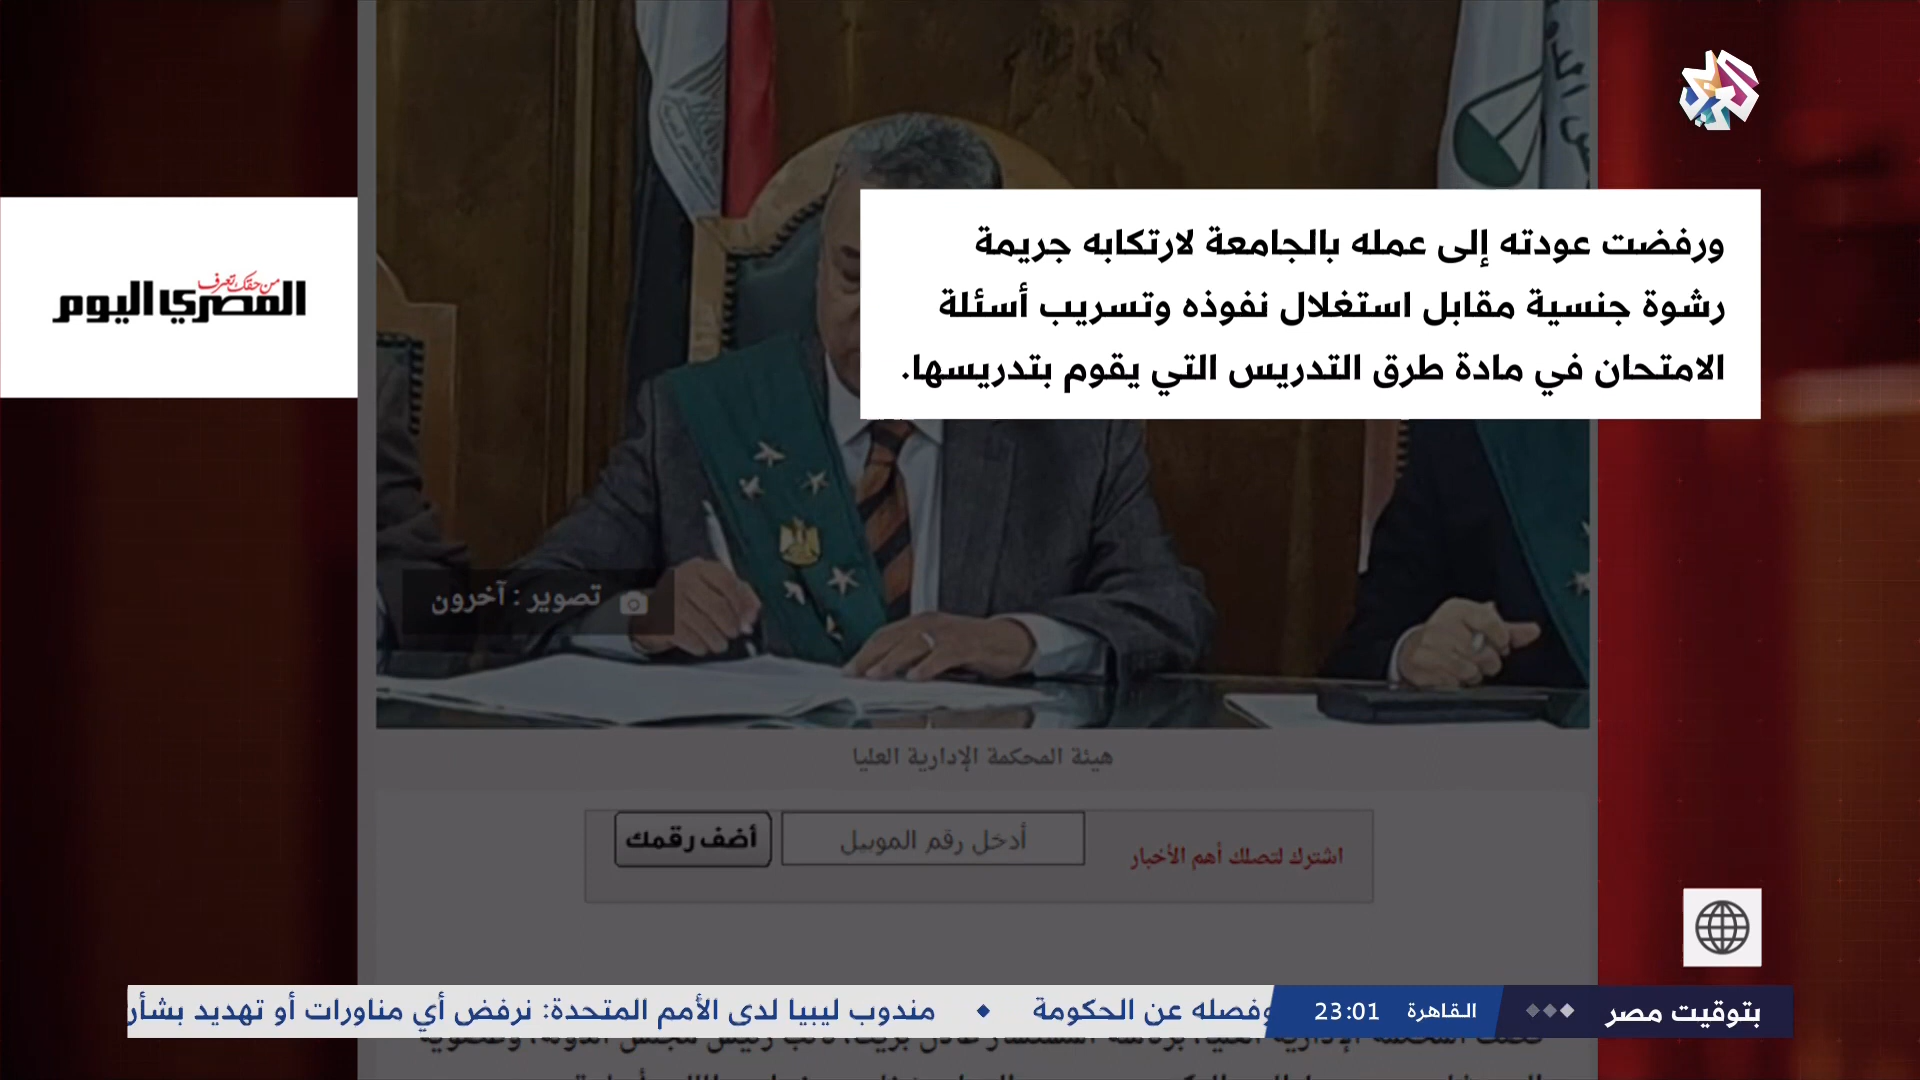 العربي
ورفضت عودته إلى عمله بالجامعة لارتكابه جريمة
رشوة جنسية مقابل استغلال نفوذه وتسريب أسئلة
الامتحان في مادة طرق التدريس التي يقوم بتدريسها.
من حقك تعرف
المصري اليوم
تصوير : آخرون
هيئة المحكمة الإدارية العليا
اشترك لتصلك أهم الأخبار
أدخل رقم الموبيل
أضف رقمك
بتوقيت مصر
القاهرة 23:01
وفصله عن الحكومة ◆ مندوب ليبيا لدى الأمم المتحدة: نرفض أي مناورات أو تهديد بشأن